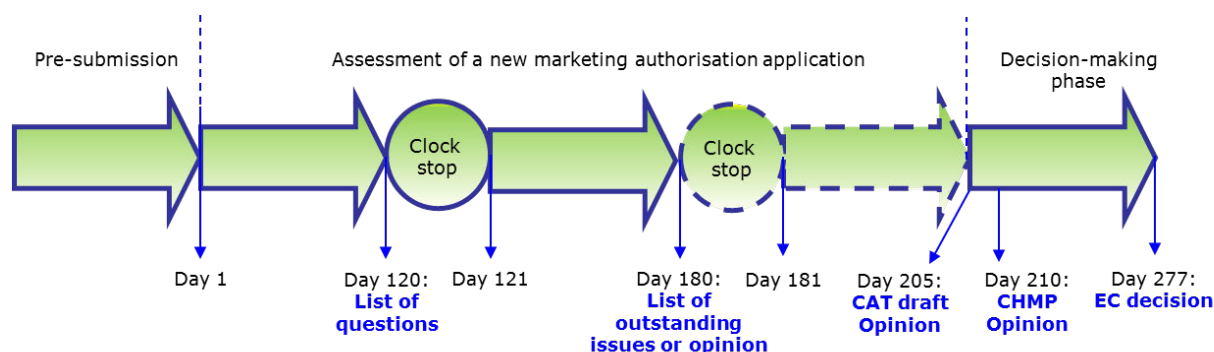 Pre-submission
Assessment of a new marketing authorisation application
Decision-making
phase
Clock
stop
Clock
stop
Day 1
Day 120:
List of
questions
Day 121
Day 180:
List of
outstanding
issues or opinion
Day 181
Day 205:
CAT draft
Opinion
Day 210:
CHMP
Opinion
Day 277:
EC decision